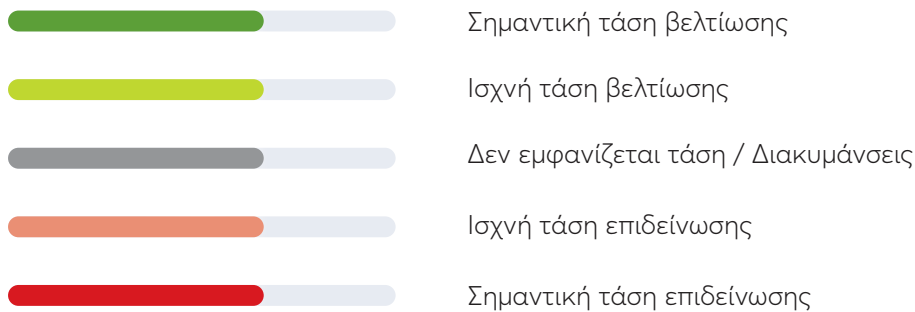 Σημαντική τάση βελτίωσης
Ισχνή τάση βελτίωσης
Δεν εμφανίζεται τάση / Διακυμάνσεις
Ισχνή τάση επιδείνωσης
Σημαντική τάση επιδείνωσης